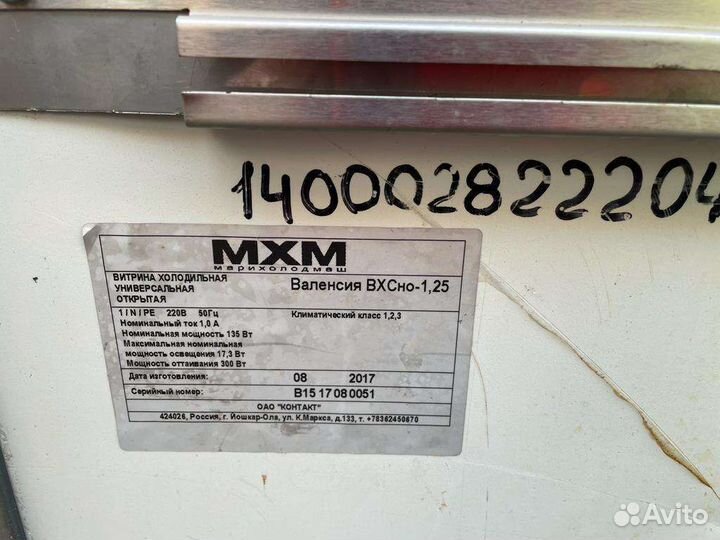 140002822204
МХМ
МАРИХОЛОДМАШ
ВИТРИНА ХОЛОДИЛЬНАЯ
УНИВЕРСАЛЬНАЯ
ОТКРЫТАЯ
Валенсия ВХСно-1,25
1 / N / PE 220В 50Гц
Климатический класс 1,2,3
Номинальный ток 1,0 А
Номинальная мощность 135 Вт
Максимальная номинальная
мощность освещения 17,3 Вт
Мощность оттаивания 300 Вт
Дата изготовления: 08 2017
Серийный номер: В15 17 08 0051
ОАО "КОНТАКТ"
424026, Россия, г. Йошкар-Ола, ул. К.Маркса, д.133, т. +78362450670
Avito